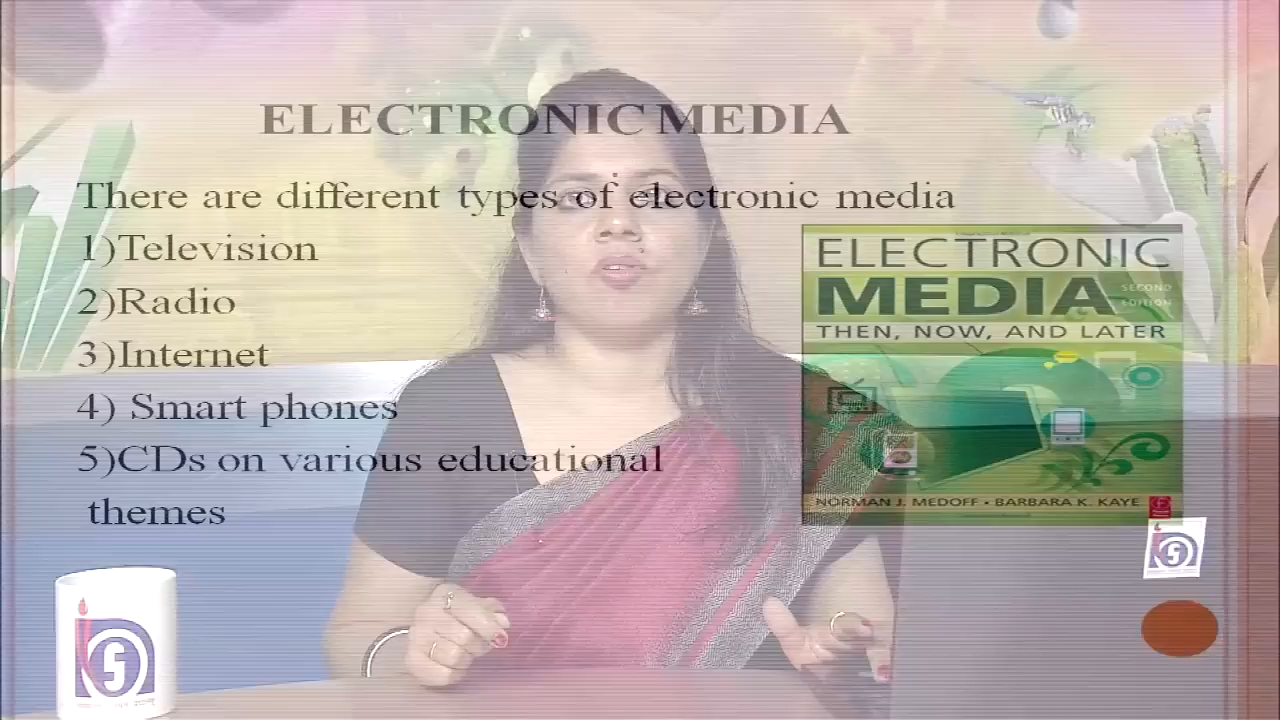 ELECTRONIC MEDIA
There are different types of electronic media
1)Television
2)Radio
3)Internet
4) Smart phones
5)CDs on various educational
themes
ELECTRONIC
MEDIA
SECOND
EDITION
THEN, NOW, AND LATER
NORMAN J. MEDOFF • BARBARA K. KAYE